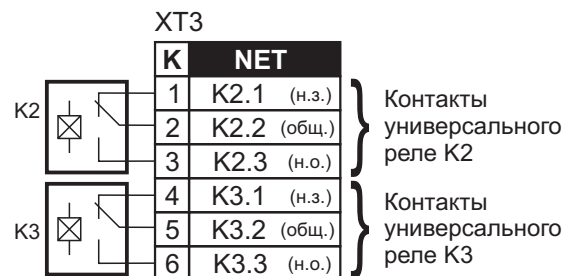 XT3
K NET
K2
1 K2.1 (н.з.)
2 K2.2 (общ.)
3 K2.3 (н.о.)
Контакты
универсального
реле K2
K3
4 K3.1 (н.з.)
5 K3.2 (общ.)
6 K3.3 (н.о.)
Контакты
универсального
реле K3